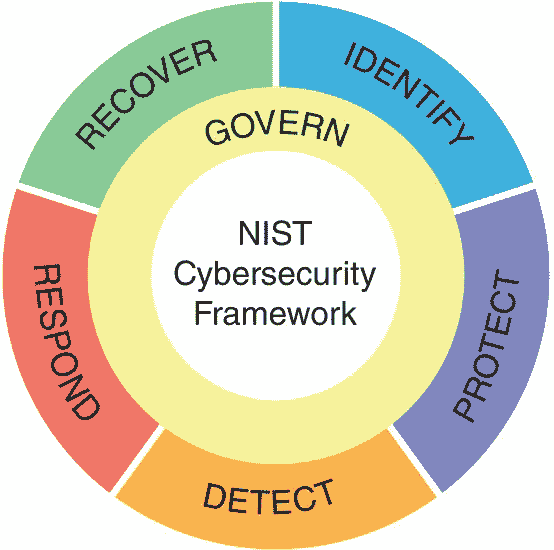 RECOVER
IDENTIFY
GOVERN
NIST
Cybersecurity
Framework
RESPOND
PROTECT
DETECT